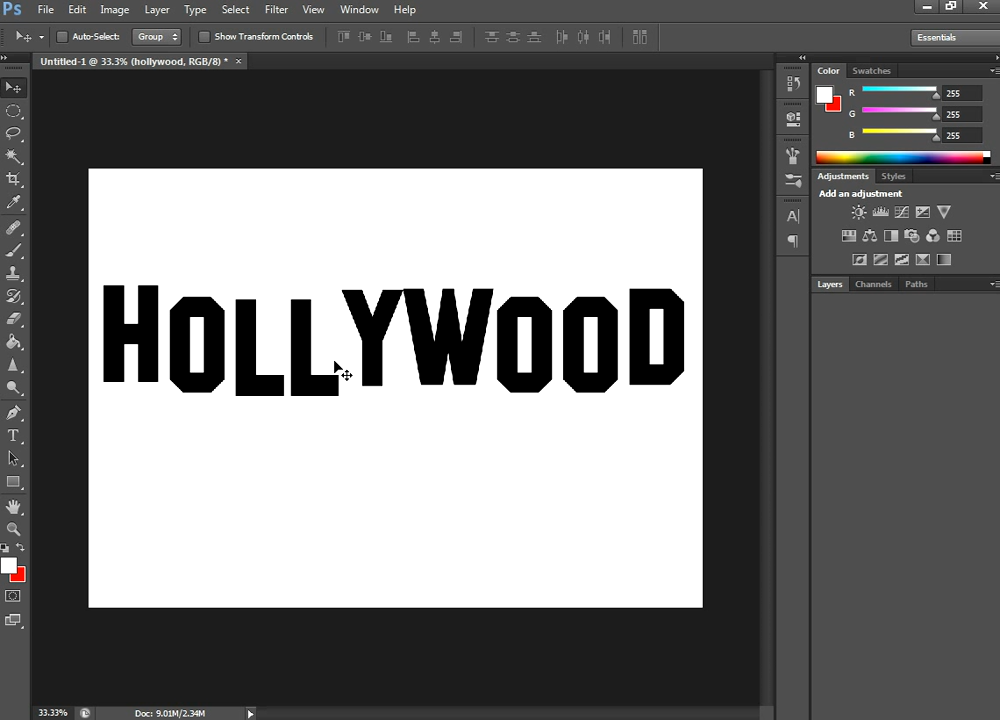 Ps File Edit Image Layer Type Select Filter View Window Help
Auto-Select: Group Show Transform Controls Essentials
Untitled-1 @ 33.3% (hollywood, RGB/8) * ×
Color Swatches
R 255
G 255
B 255
Adjustments Styles
Add an adjustment
HOLLYWOOD
Layers Channels Paths
33.33% Doc: 9.01M/2.34M